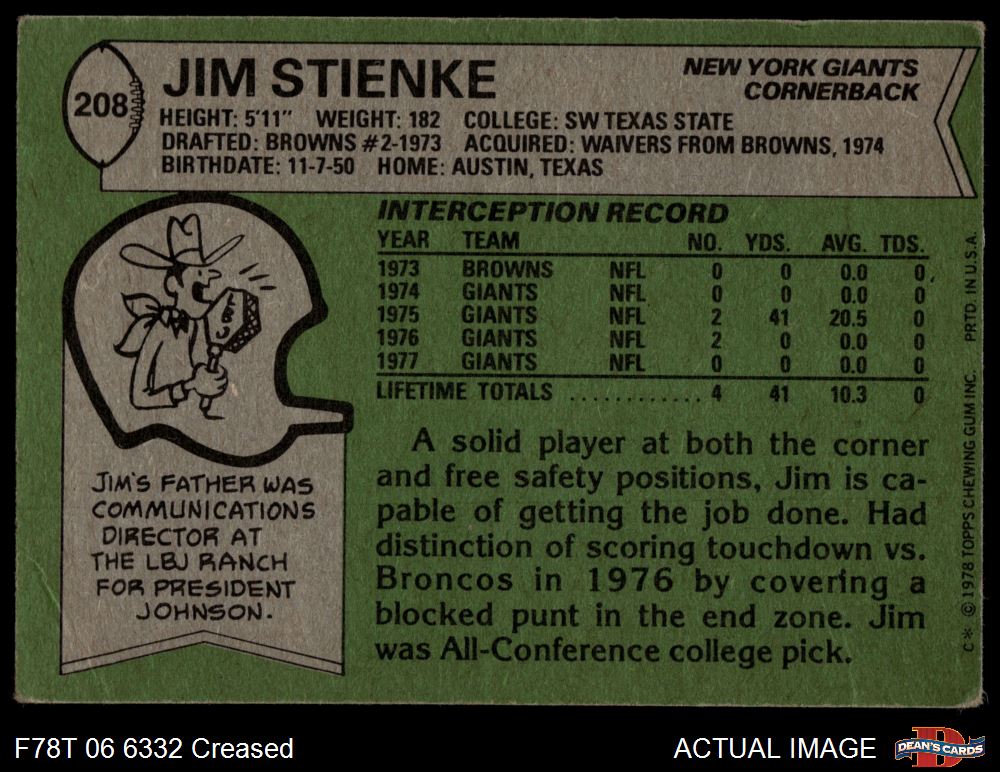 208
JIM STIENKE
NEW YORK GIANTS
CORNERBACK
HEIGHT: 5'11" WEIGHT: 182 COLLEGE: SW TEXAS STATE
DRAFTED: BROWNS #2-1973 ACQUIRED: WAIVERS FROM BROWNS, 1974
BIRTHDATE: 11-7-50 HOME: AUSTIN, TEXAS
INTERCEPTION RECORD
YEAR TEAM NO. YDS. AVG. TDS.
1973 BROWNS NFL 0 0 0.0 0
1974 GIANTS NFL 0 0 0.0 0
1975 GIANTS NFL 2 41 20.5 0
1976 GIANTS NFL 2 0 0.0 0
1977 GIANTS NFL 0 0 0.0 0
LIFETIME TOTALS ............ 4 41 10.3 0
A solid player at both the corner
and free safety positions, Jim is ca-
pable of getting the job done. Had
distinction of scoring touchdown vs.
Broncos in 1976 by covering a
blocked punt in the end zone. Jim
was All-Conference college pick.
JIM'S FATHER WAS
COMMUNICATIONS
DIRECTOR AT
THE LBJ RANCH
FOR PRESIDENT
JOHNSON.
C* © 1978 TOPPS CHEWING GUM INC. PRTD. IN U.S.A.
F78T 06 6332 Creased
ACTUAL IMAGE
DEAN'S CARDS